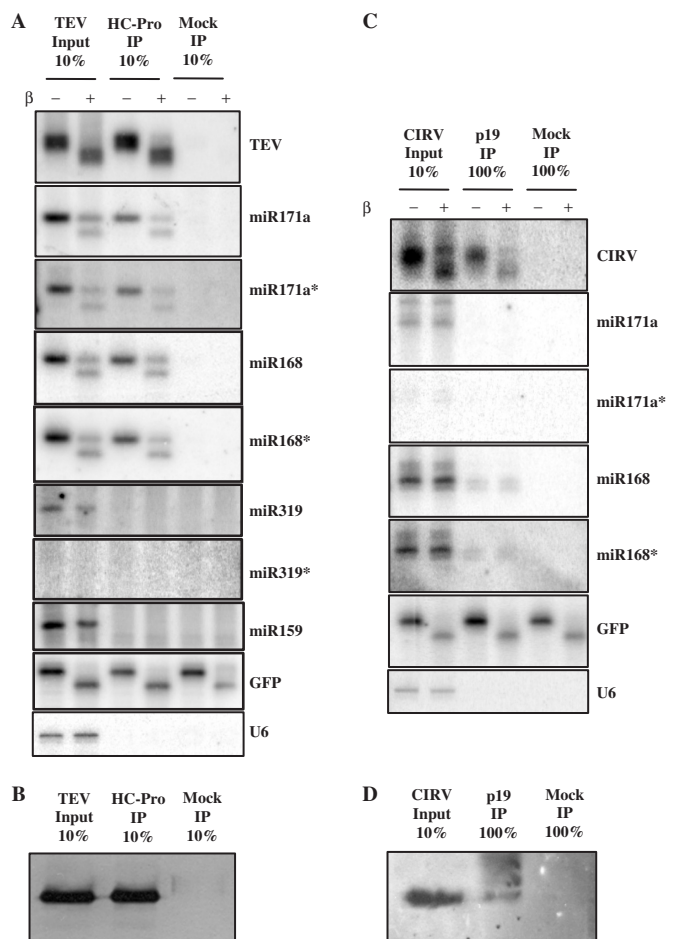 A
TEV Input 10%
HC-Pro IP 10%
Mock IP 10%
β – + – + – +
TEV
miR171a
miR171a*
miR168
miR168*
miR319
miR319*
miR159
GFP
U6
B
TEV Input 10%
HC-Pro IP 10%
Mock IP 10%
C
CIRV Input 10%
p19 IP 100%
Mock IP 100%
β – + – + – +
CIRV
miR171a
miR171a*
miR168
miR168*
GFP
U6
D
CIRV Input 10%
p19 IP 100%
Mock IP 100%